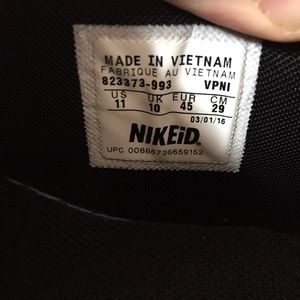 MADE IN VIETNAM
FABRIQUE AU VIETNAM
823373-993 VPNI
US UK EUR CM
11 10 45 29
03/01/16
NIKEiD.
UPC 00886736659152